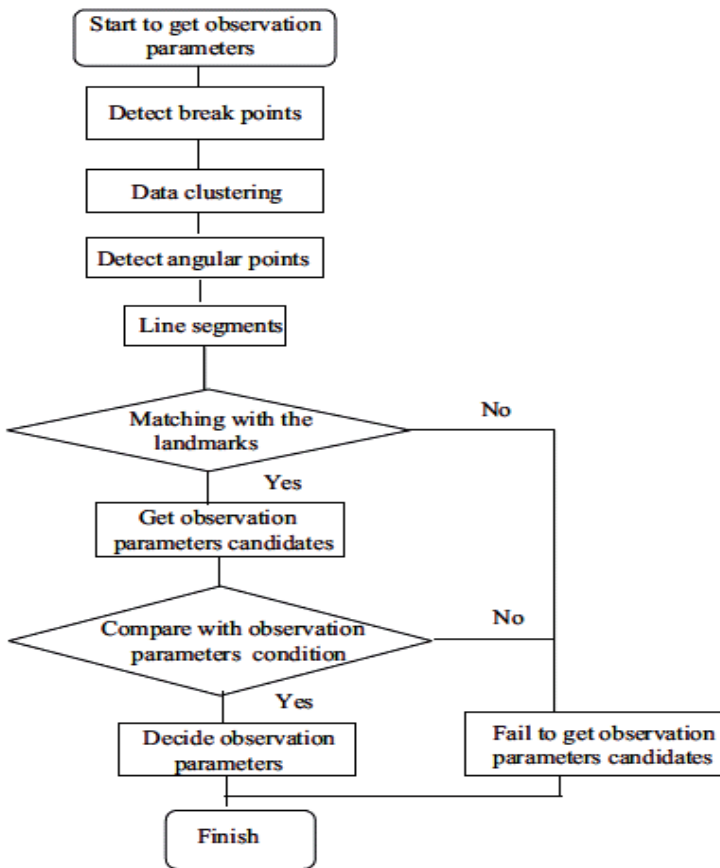 Start to get observation
parameters
Detect break points
Data clustering
Detect angular points
Line segments
Matching with the
landmarks
No
Yes
Get observation
parameters candidates
Compare with observation
parameters condition
No
Yes
Decide observation
parameters
Fail to get observation
parameters candidates
Finish